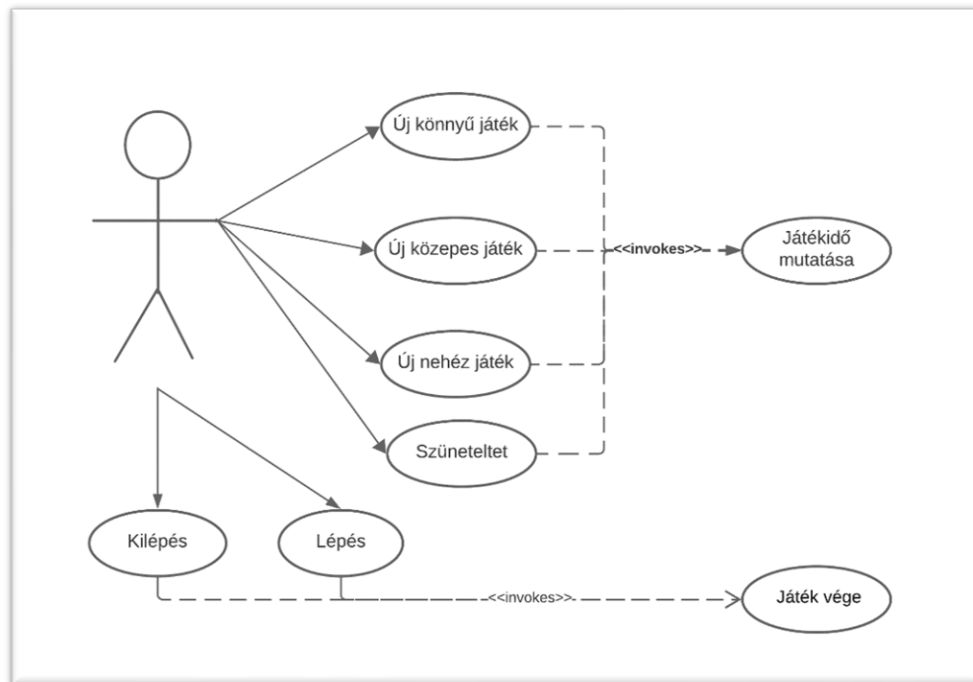 Új könnyű játék
Új közepes játék
<<invokes>>
Játékidő
mutatása
Új nehéz játék
Szüneteltet
Kilépés
Lépés
<<invokes>>
Játék vége